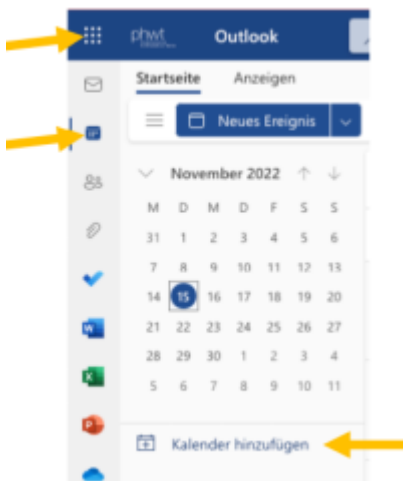 phwt Outlook
Startseite Anzeigen
Neues Ereignis
November 2022
M D M D F S S
31 1 2 3 4 5 6
7 8 9 10 11 12 13
14 15 16 17 18 19 20
21 22 23 24 25 26 27
28 29 30 1 2 3 4
5 6 7 8 9 10 11
Kalender hinzufügen